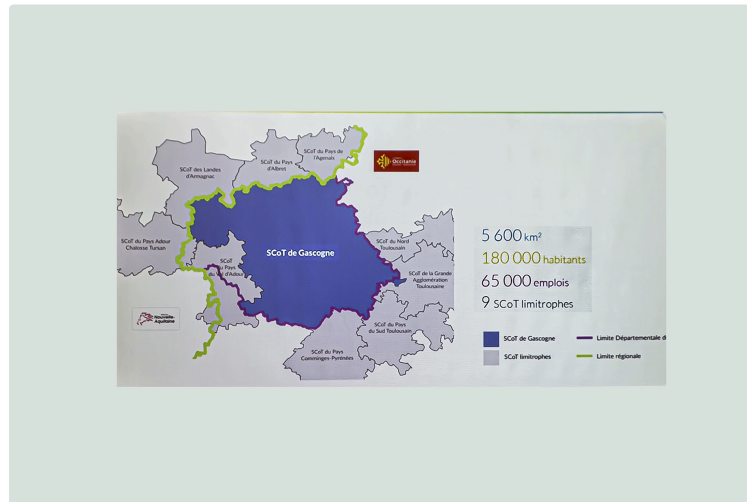 SCoT du Pays de
l'Agenais
SCoT du Pays
d'Albret
SCoT des Landes
d'Armagnac
Occitanie
SCoT du Pays Adour
Chalosse Tursan
SCoT
du Pays
du Val d'Adour
SCoT de Gascogne
SCoT du Nord
Toulousain
SCoT de la Grande
Agglomération
Toulousaine
SCoT du Pays
du Sud Toulousain
SCoT du Pays
Comminges-Pyrénées
Nouvelle-
Aquitaine
5 600 km²
180 000 habitants
65 000 emplois
9 SCoT limitrophes
SCoT de Gascogne
Limite Départementale d
SCoT limitrophes
Limite régionale